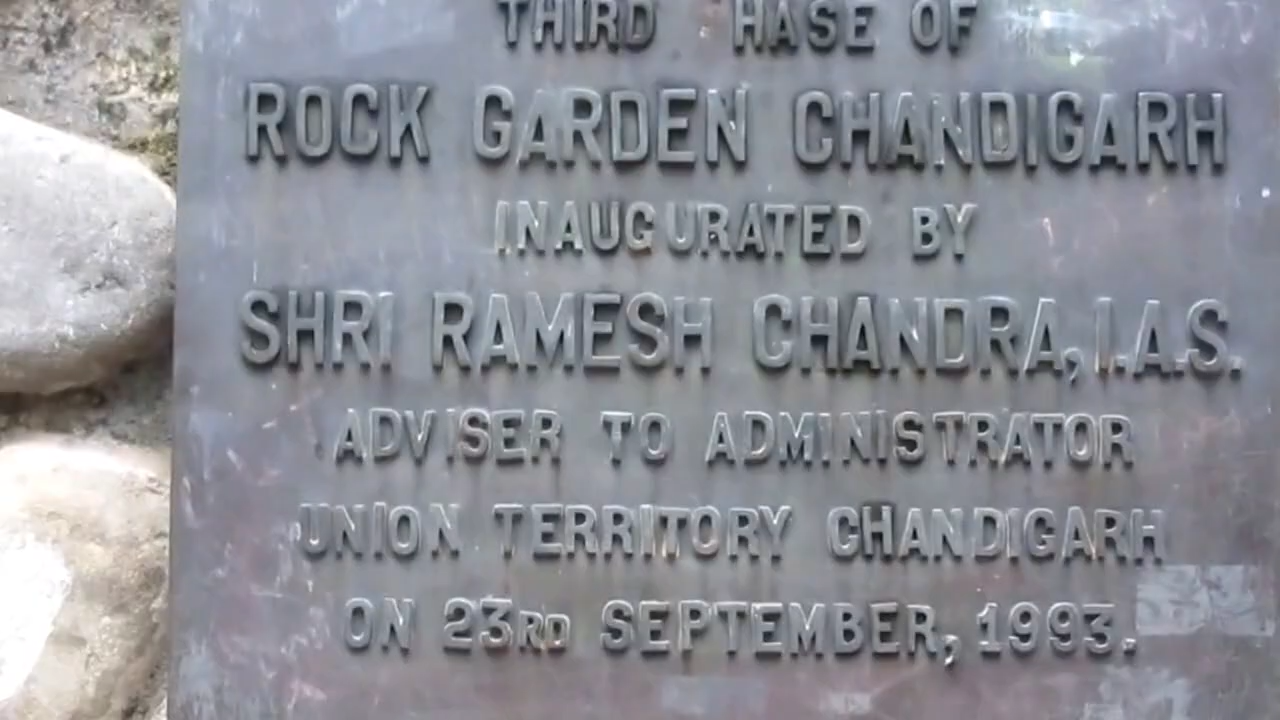 THIRD HASE OF
ROCK GARDEN CHANDIGARH
INAUGURATED BY
SHRI RAMESH CHANDRA, I.A.S.
ADVISER TO ADMINISTRATOR
UNION TERRITORY CHANDIGARH
ON 23RD SEPTEMBER, 1993.